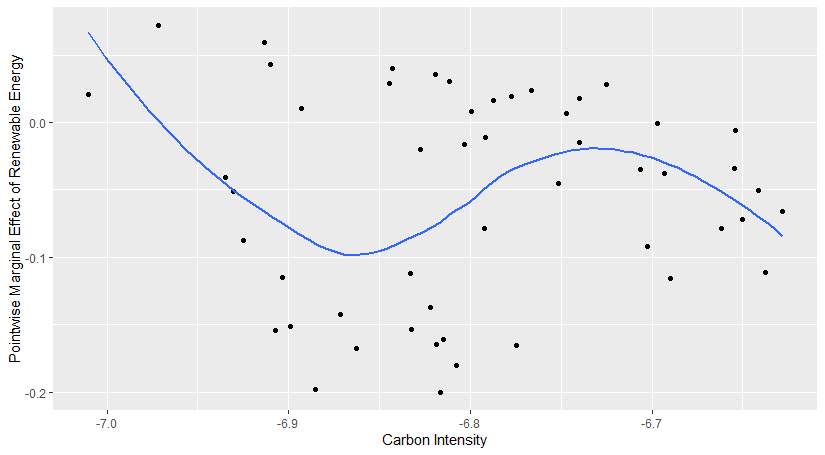 Pointwise Marginal Effect of Renewable Energy
0.0
-0.1
-0.2
-7.0 -6.9 -6.8 -6.7
Carbon Intensity